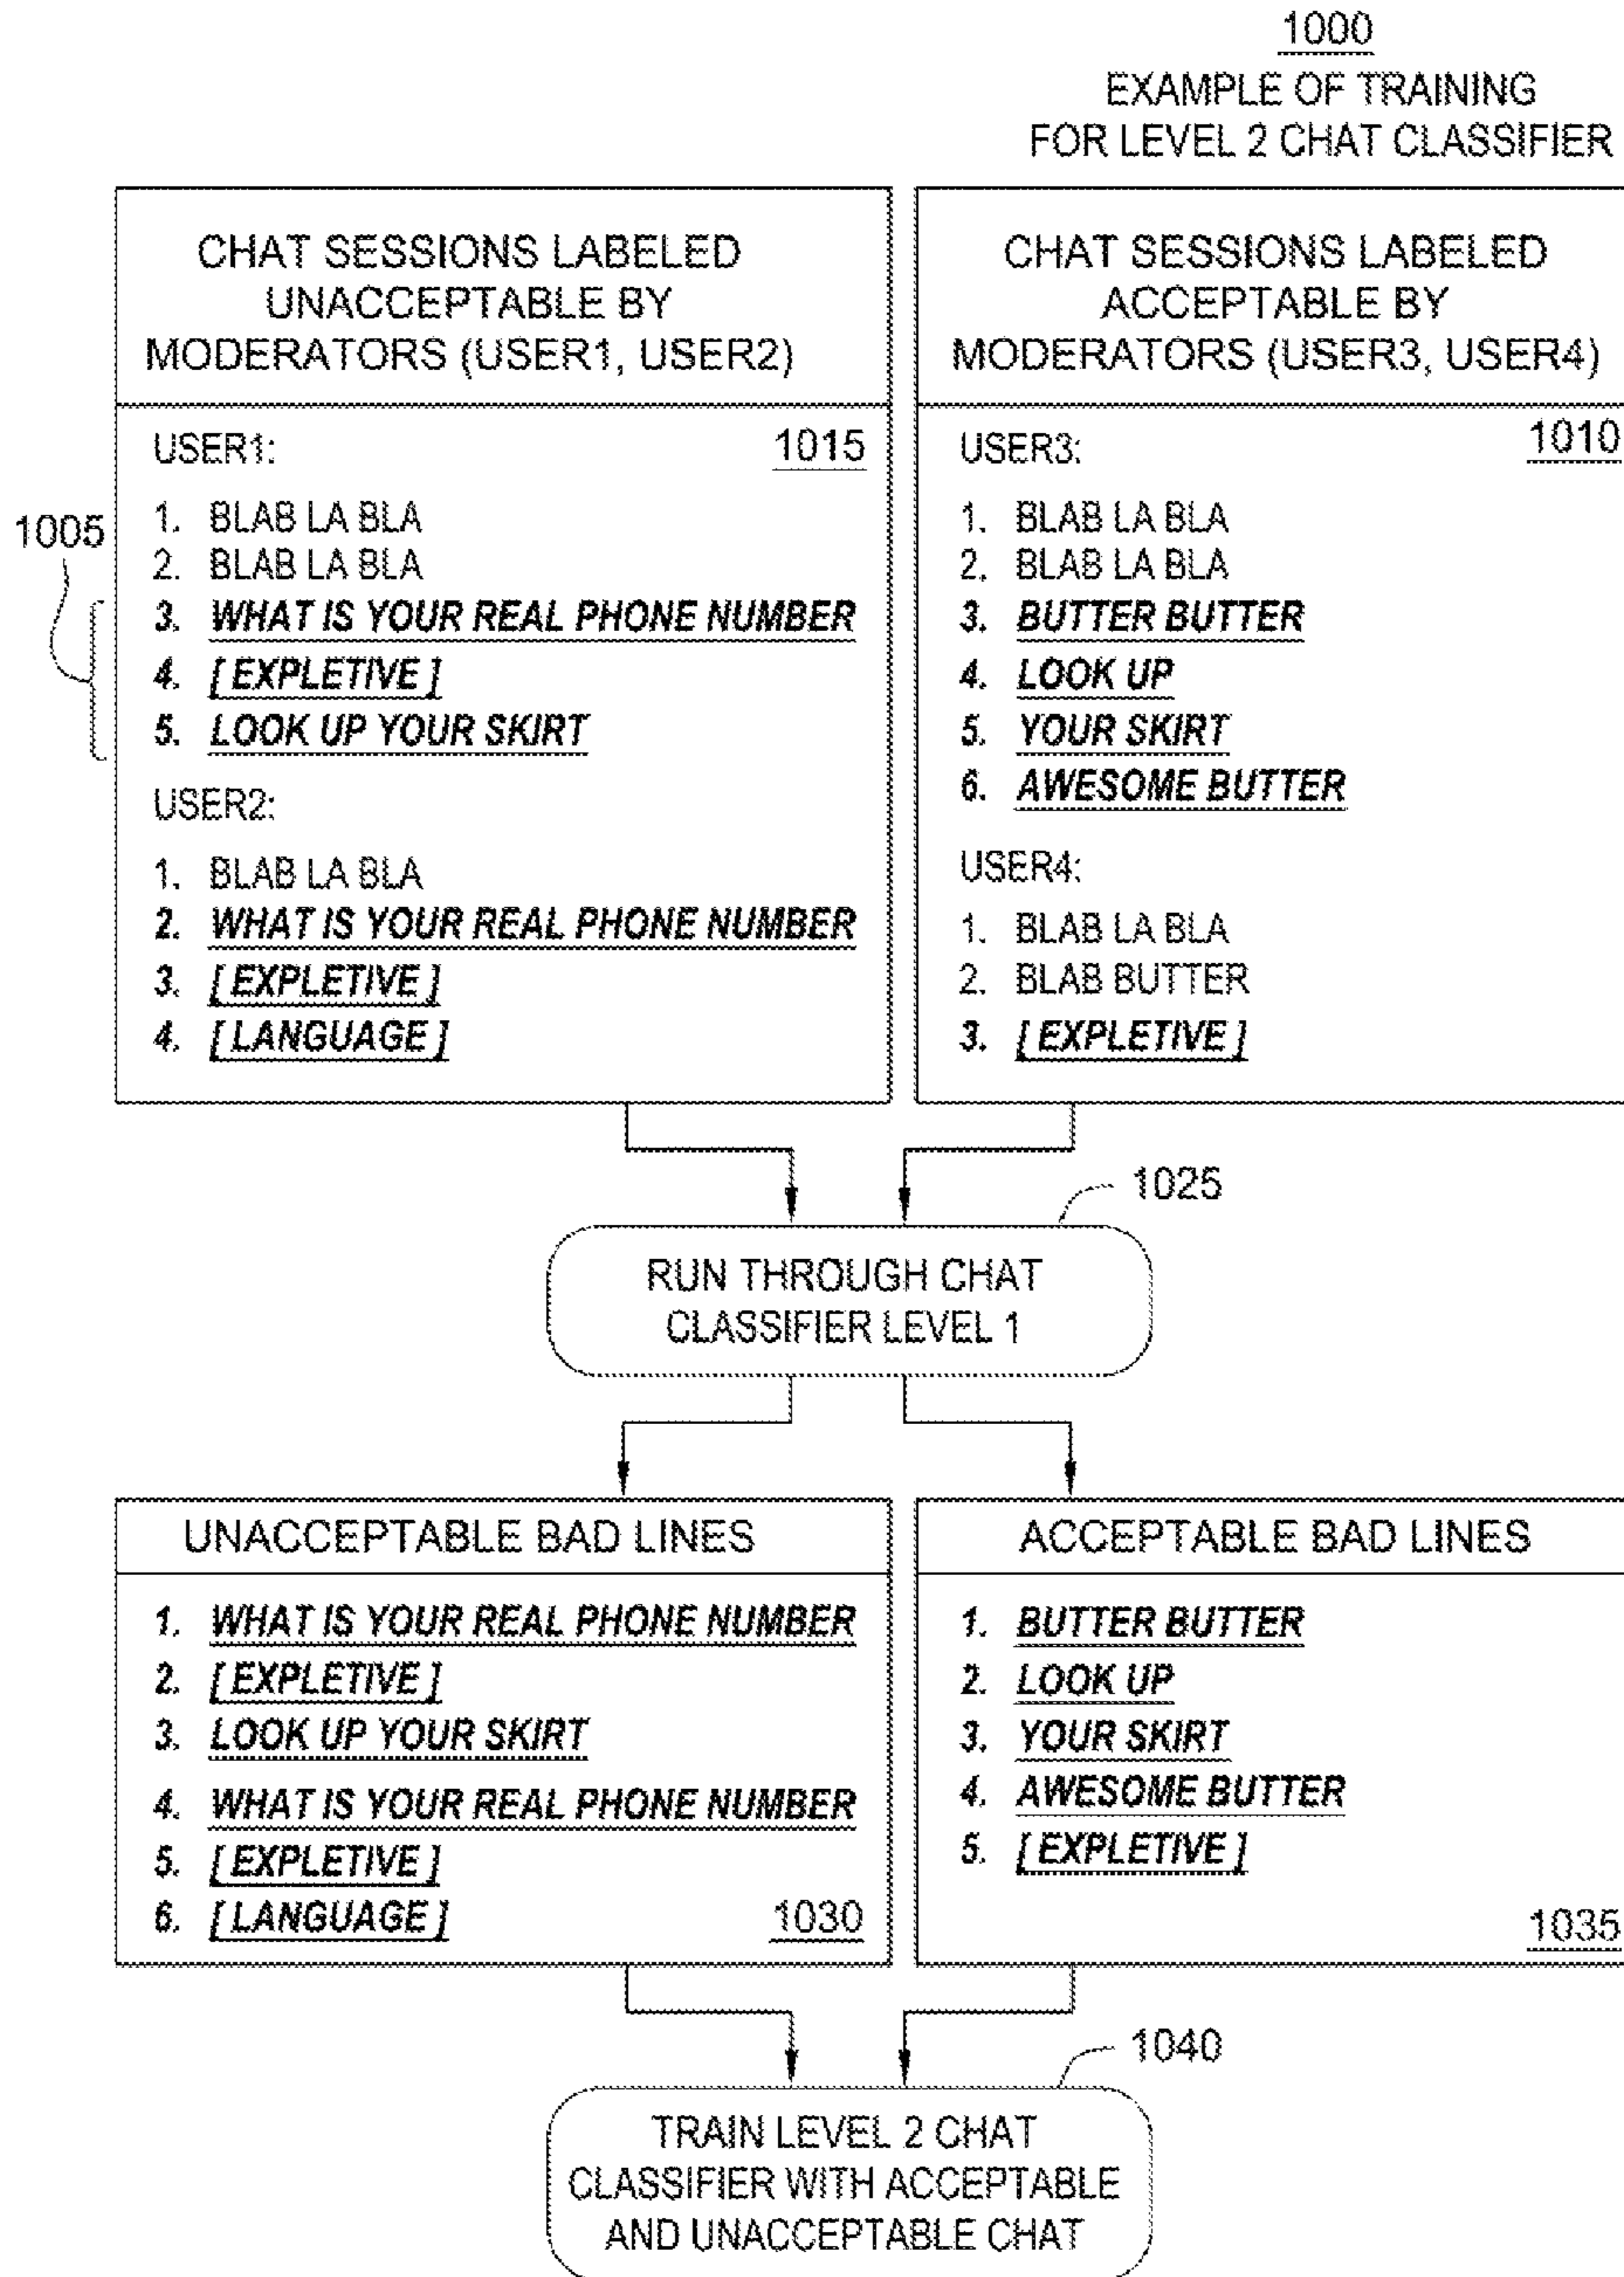 1000
EXAMPLE OF TRAINING
FOR LEVEL 2 CHAT CLASSIFIER
CHAT SESSIONS LABELED
UNACCEPTABLE BY
MODERATORS (USER1, USER2)
1015
USER1:
1. BLAB LA BLA
2. BLAB LA BLA
1005
3. WHAT IS YOUR REAL PHONE NUMBER
4. [ EXPLETIVE ]
5. LOOK UP YOUR SKIRT
USER2:
1. BLAB LA BLA
2. WHAT IS YOUR REAL PHONE NUMBER
3. [ EXPLETIVE ]
4. [ LANGUAGE ]
CHAT SESSIONS LABELED
ACCEPTABLE BY
MODERATORS (USER3, USER4)
1010
USER3:
1. BLAB LA BLA
2. BLAB LA BLA
3. BUTTER BUTTER
4. LOOK UP
5. YOUR SKIRT
6. AWESOME BUTTER
USER4:
1. BLAB LA BLA
2. BLAB BUTTER
3. [ EXPLETIVE ]
1025
RUN THROUGH CHAT
CLASSIFIER LEVEL 1
UNACCEPTABLE BAD LINES
1. WHAT IS YOUR REAL PHONE NUMBER
2. [ EXPLETIVE ]
3. LOOK UP YOUR SKIRT
4. WHAT IS YOUR REAL PHONE NUMBER
5. [ EXPLETIVE ]
6. [ LANGUAGE ]
1030
ACCEPTABLE BAD LINES
1. BUTTER BUTTER
2. LOOK UP
3. YOUR SKIRT
4. AWESOME BUTTER
5. [ EXPLETIVE ]
1035
1040
TRAIN LEVEL 2 CHAT
CLASSIFIER WITH ACCEPTABLE
AND UNACCEPTABLE CHAT